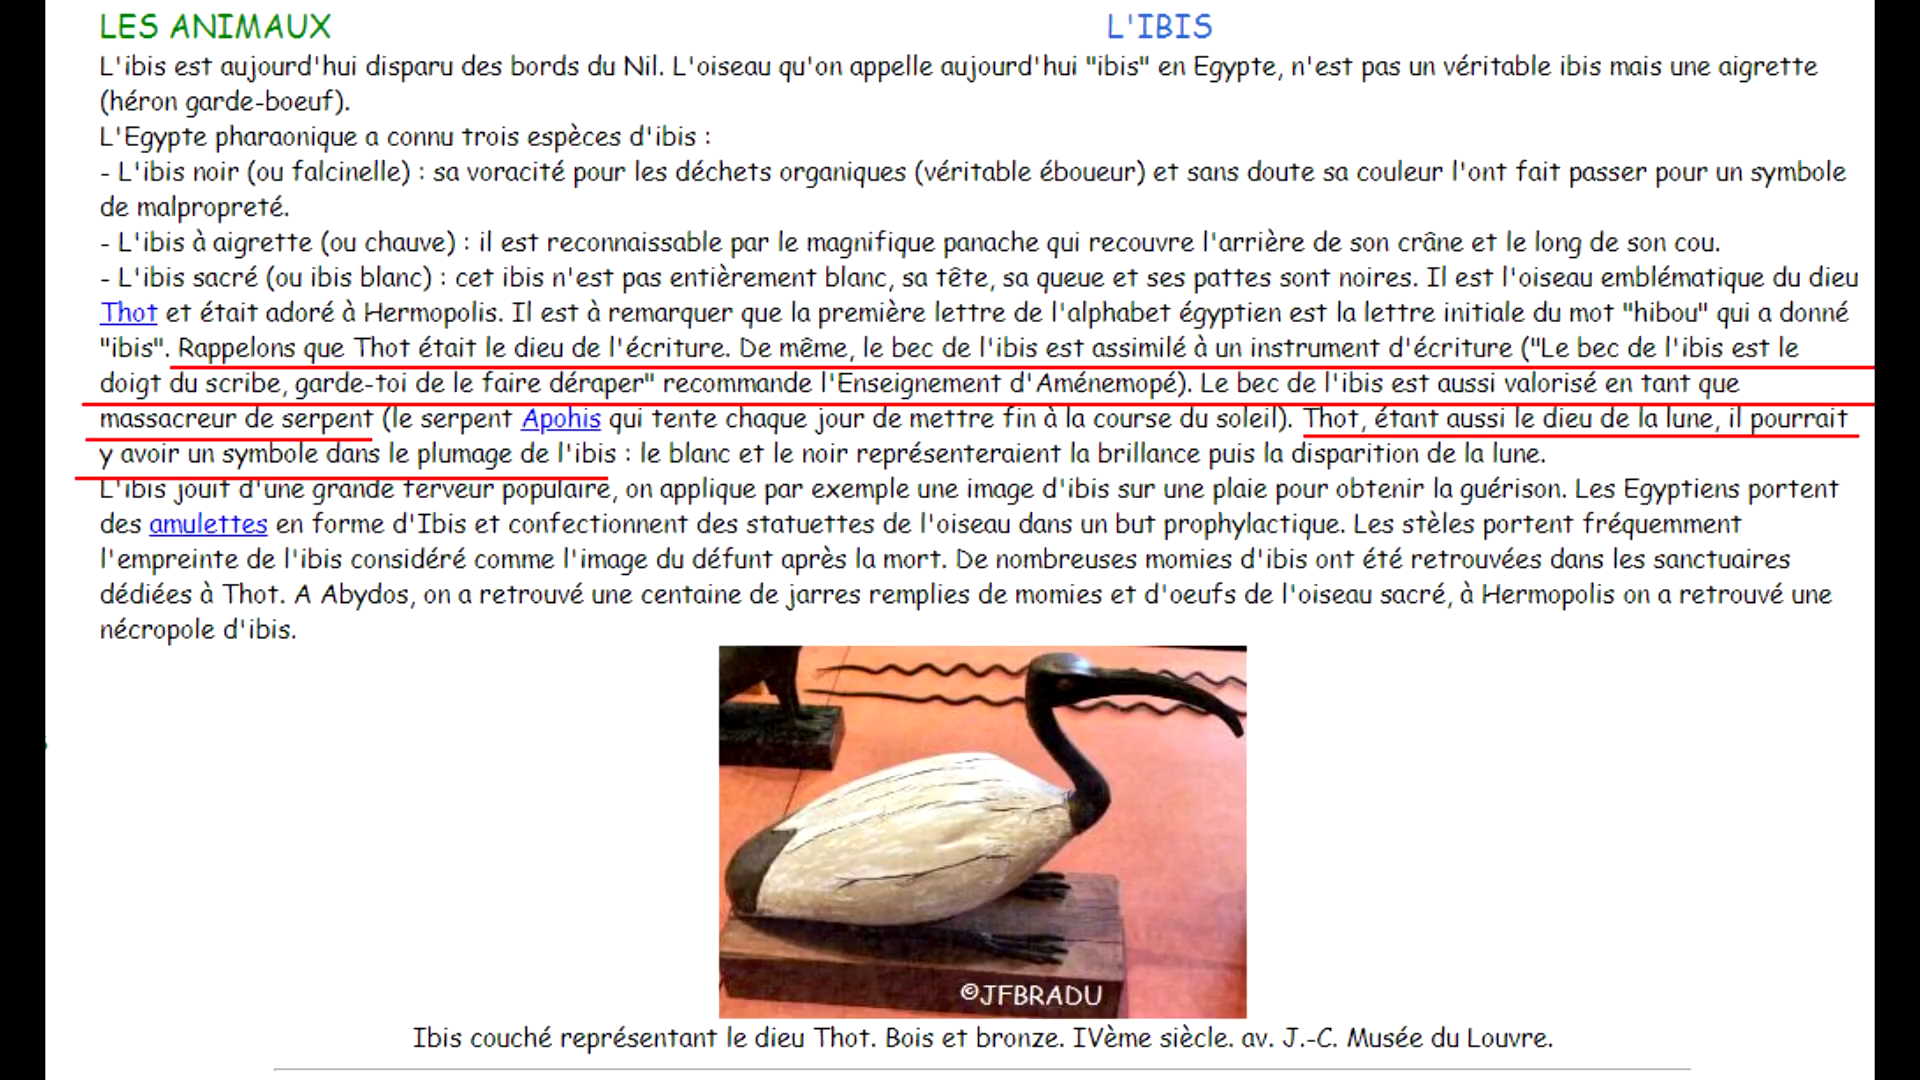 LES ANIMAUX L'IBIS
L'ibis est aujourd'hui disparu des bords du Nil. L'oiseau qu'on appelle aujourd'hui "ibis" en Egypte, n'est pas un véritable ibis mais une aigrette
(héron garde-boeuf).
L'Egypte pharaonique a connu trois espèces d'ibis :
- L'ibis noir (ou falcinelle) : sa voracité pour les déchets organiques (véritable éboueur) et sans doute sa couleur l'ont fait passer pour un symbole
de malpropreté.
- L'ibis à aigrette (ou chauve) : il est reconnaissable par le magnifique panache qui recouvre l'arrière de son crâne et le long de son cou.
- L'ibis sacré (ou ibis blanc) : cet ibis n'est pas entièrement blanc, sa tête, sa queue et ses pattes sont noires. Il est l'oiseau emblématique du dieu
Thot et était adoré à Hermopolis. Il est à remarquer que la première lettre de l'alphabet égyptien est la lettre initiale du mot "hibou" qui a donné
"ibis". Rappelons que Thot était le dieu de l'écriture. De même, le bec de l'ibis est assimilé à un instrument d'écriture ("Le bec de l'ibis est le
doigt du scribe, garde-toi de le faire déraper" recommande l'Enseignement d'Aménemopé). Le bec de l'ibis est aussi valorisé en tant que
massacreur de serpent (le serpent Apohis qui tente chaque jour de mettre fin à la course du soleil). Thot, étant aussi le dieu de la lune, il pourrait
y avoir un symbole dans le plumage de l'ibis : le blanc et le noir représenteraient la brillance puis la disparition de la lune.
L'ibis jouit d'une grande ferveur populaire, on applique par exemple une image d'ibis sur une plaie pour obtenir la guérison. Les Egyptiens portent
des amulettes en forme d'Ibis et confectionnent des statuettes de l'oiseau dans un but prophylactique. Les stèles portent fréquemment
l'empreinte de l'ibis considéré comme l'image du défunt après la mort. De nombreuses momies d'ibis ont été retrouvées dans les sanctuaires
dédiées à Thot. A Abydos, on a retrouvé une centaine de jarres remplies de momies et d'oeufs de l'oiseau sacré, à Hermopolis on a retrouvé une
nécropole d'ibis.
©JFBRADU
Ibis couché représentant le dieu Thot. Bois et bronze. IVème siècle. av. J.-C. Musée du Louvre.